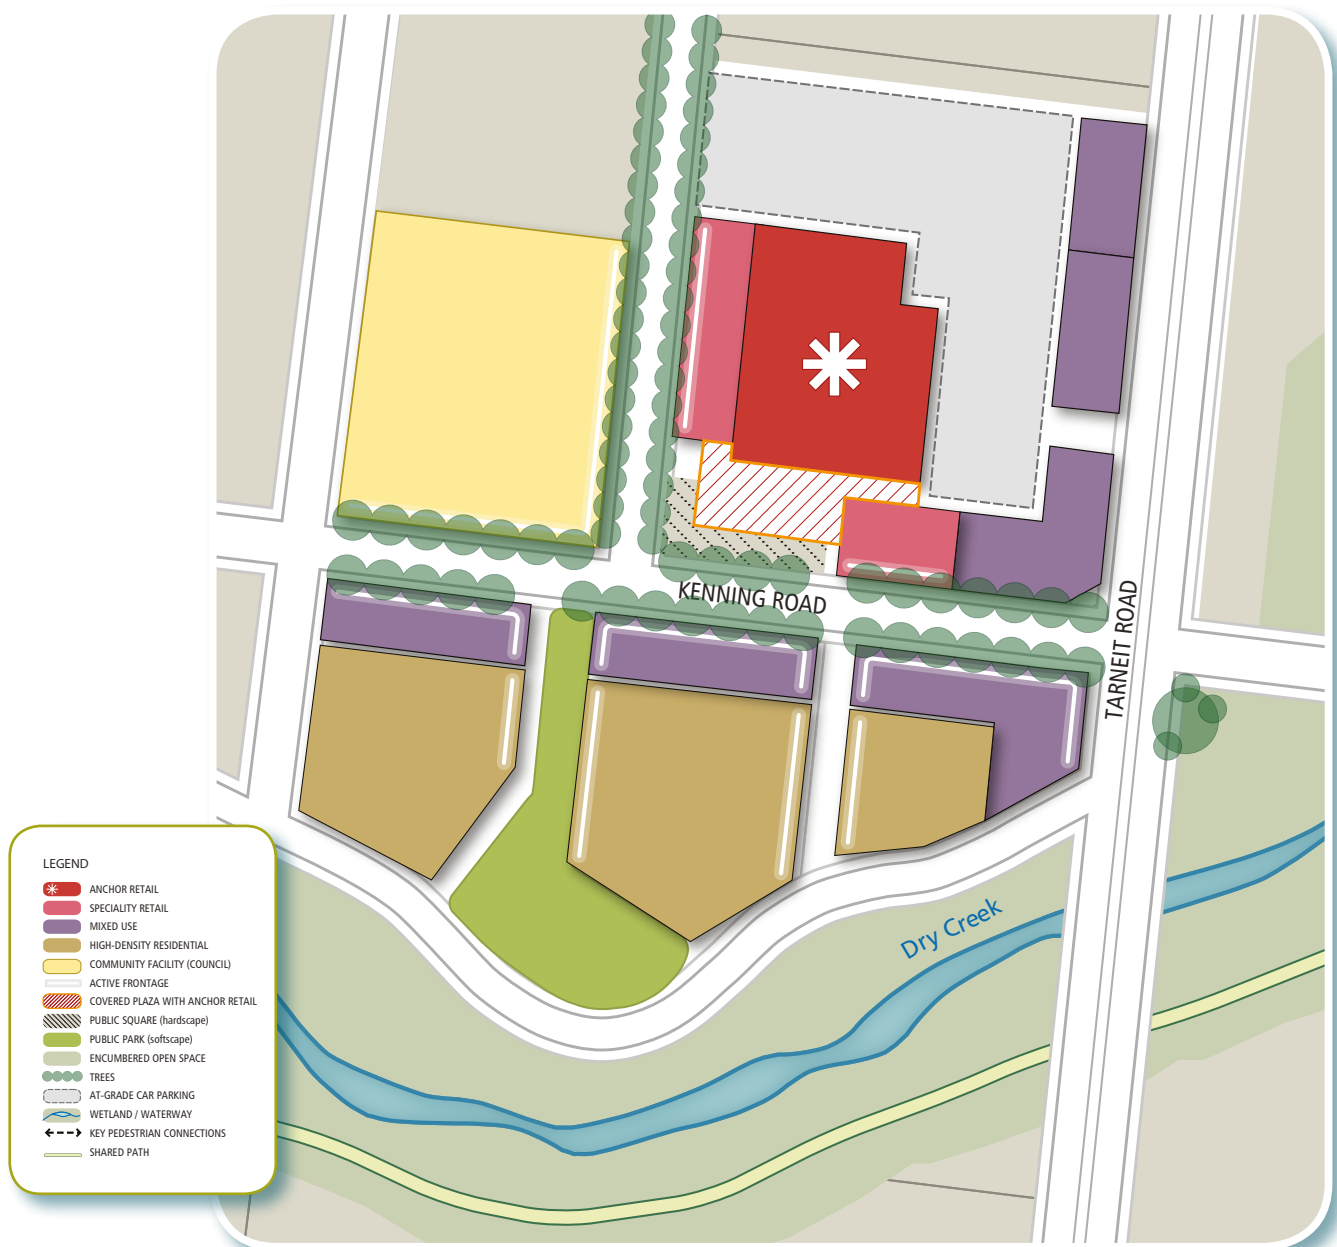 KENNING ROAD
TARNEIT ROAD
Dry Creek
LEGEND
ANCHOR RETAIL
SPECIALITY RETAIL
MIXED USE
HIGH-DENSITY RESIDENTIAL
COMMUNITY FACILITY (COUNCIL)
ACTIVE FRONTAGE
COVERED PLAZA WITH ANCHOR RETAIL
PUBLIC SQUARE (hardscape)
PUBLIC PARK (softscape)
ENCUMBERED OPEN SPACE
TREES
AT-GRADE CAR PARKING
WETLAND / WATERWAY
KEY PEDESTRIAN CONNECTIONS
SHARED PATH